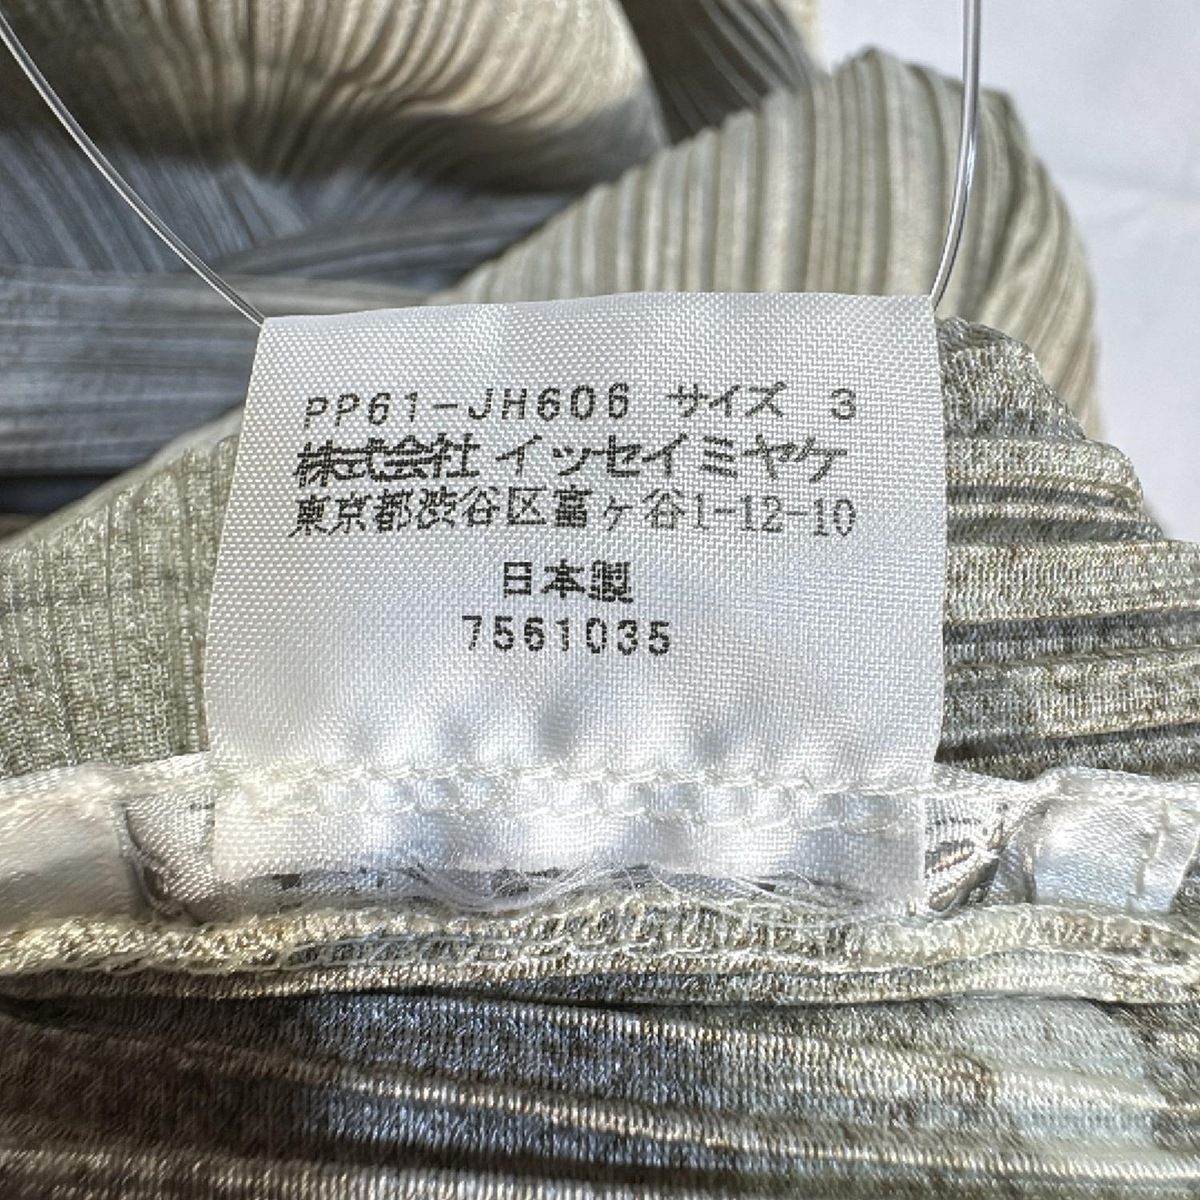 PP61-JH606 サイズ 3
株式会社 イッセイミヤケ
東京都渋谷区富ヶ谷1-12-10
日本製
7561035